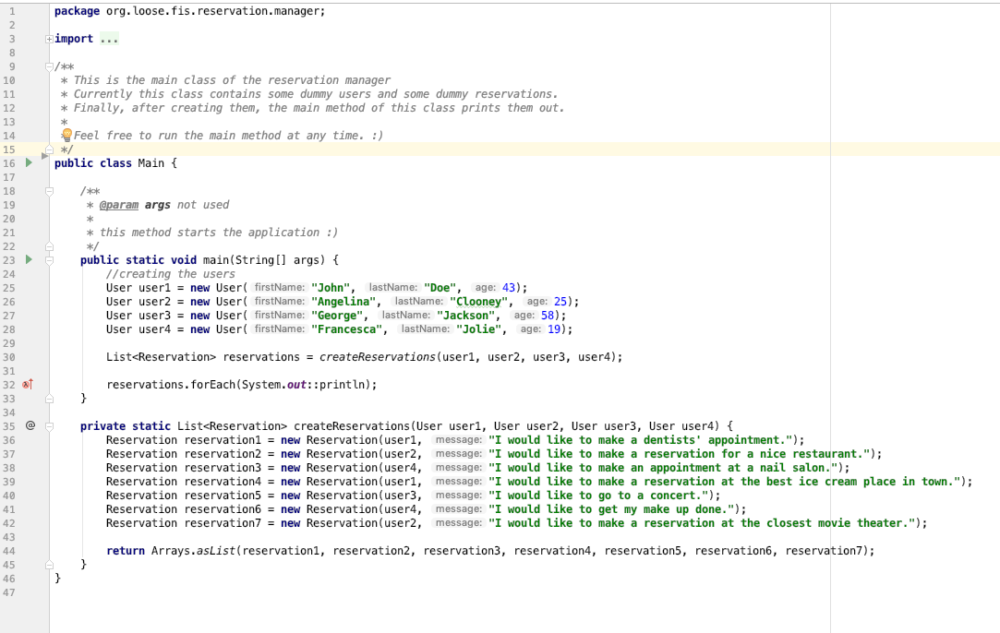 1 package org.loose.fis.reservation.manager;
2
3 import ...
8
9 /**
10 * This is the main class of the reservation manager
11 * Currently this class contains some dummy users and some dummy reservations.
12 * Finally, after creating them, the main method of this class prints them out.
13 *
14 * Feel free to run the main method at any time. :)
15 */
16 public class Main {
17
18 /**
19 * @param args not used
20 *
21 * this method starts the application :)
22 */
23 public static void main(String[] args) {
24 //creating the users
25 User user1 = new User( firstName: "John", lastName: "Doe", age: 43);
26 User user2 = new User( firstName: "Angelina", lastName: "Clooney", age: 25);
27 User user3 = new User( firstName: "George", lastName: "Jackson", age: 58);
28 User user4 = new User( firstName: "Francesca", lastName: "Jolie", age: 19);
29
30 List<Reservation> reservations = createReservations(user1, user2, user3, user4);
31
32 reservations.forEach(System.out::println);
33 }
34
35 @ private static List<Reservation> createReservations(User user1, User user2, User user3, User user4) {
36 Reservation reservation1 = new Reservation(user1, message: "I would like to make a dentists' appointment.");
37 Reservation reservation2 = new Reservation(user2, message: "I would like to make a reservation for a nice restaurant.");
38 Reservation reservation3 = new Reservation(user4, message: "I would like to make an appointment at a nail salon.");
39 Reservation reservation4 = new Reservation(user1, message: "I would like to make a reservation at the best ice cream place in town.");
40 Reservation reservation5 = new Reservation(user3, message: "I would like to go to a concert.");
41 Reservation reservation6 = new Reservation(user4, message: "I would like to get my make up done.");
42 Reservation reservation7 = new Reservation(user2, message: "I would like to make a reservation at the closest movie theater.");
43
44 return Arrays.asList(reservation1, reservation2, reservation3, reservation4, reservation5, reservation6, reservation7);
45 }
46 }
47